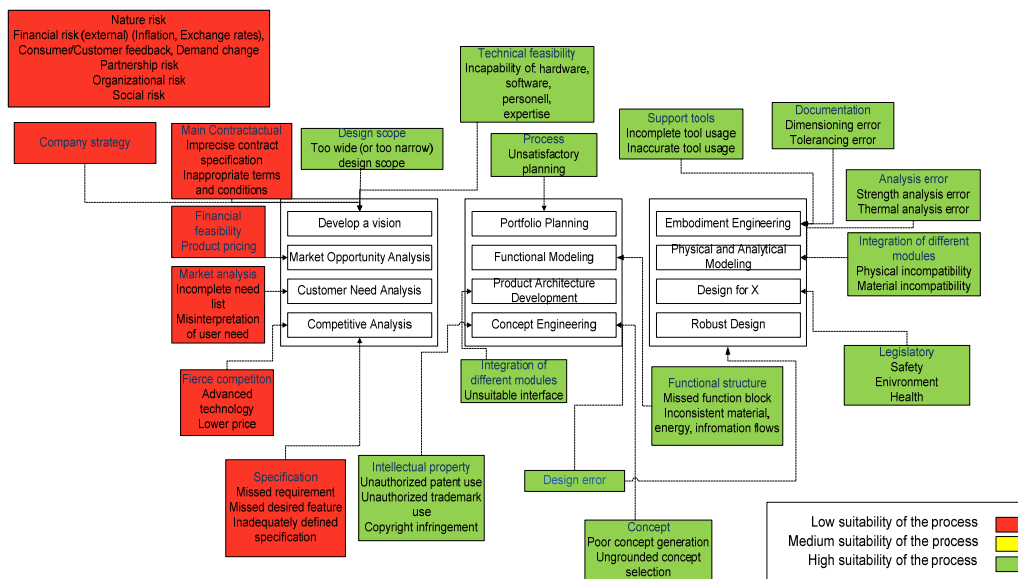 Nature risk
Financial risk (external) (Inflation, Exchange rates),
Consumer/Customer feedback, Demand change
Partnership risk
Organizational risk
Social risk
Technical feasibility
Incapability of: hardware,
software,
personell,
expertise
Support tools
Incomplete tool usage
Inaccurate tool usage
Documentation
Dimensioning error
Tolerancing error
Company strategy
Main Contractactual
Imprecise contract
specification
Inappropriate terms
and conditions
Design scope
Too wide (or too narrow)
design scope
Process
Unsatisfactory
planning
Analysis error
Strength analysis error
Thermal analysis error
Financial
feasibility
Product pricing
Develop a vision
Market Opportunity Analysis
Customer Need Analysis
Competitive Analysis
Portfolio Planning
Functional Modeling
Product Architecture
Development
Concept Engineering
Embodiment Engineering
Physical and Analytical
Modeling
Design for X
Robust Design
Integration of different
modules
Physical incompatibility
Material incompatibility
Market analysis
Incomplete need
list
Misinterpretation
of user need
Fierce competiton
Advanced
technology
Lower price
Integration of
different modules
Unsuitable interface
Functional structure
Missed function block
Inconsistent material,
energy, infromation flows
Legislatory
Safety
Enivronment
Health
Specification
Missed requirement
Missed desired feature
Inadequately defined
specification
Intellectual property
Unauthorized patent use
Unauthorized trademark
use
Copyright infringement
Design error
Concept
Poor concept generation
Ungrounded concept
selection
Low suitability of the process
Medium suitability of the process
High suitability of the process